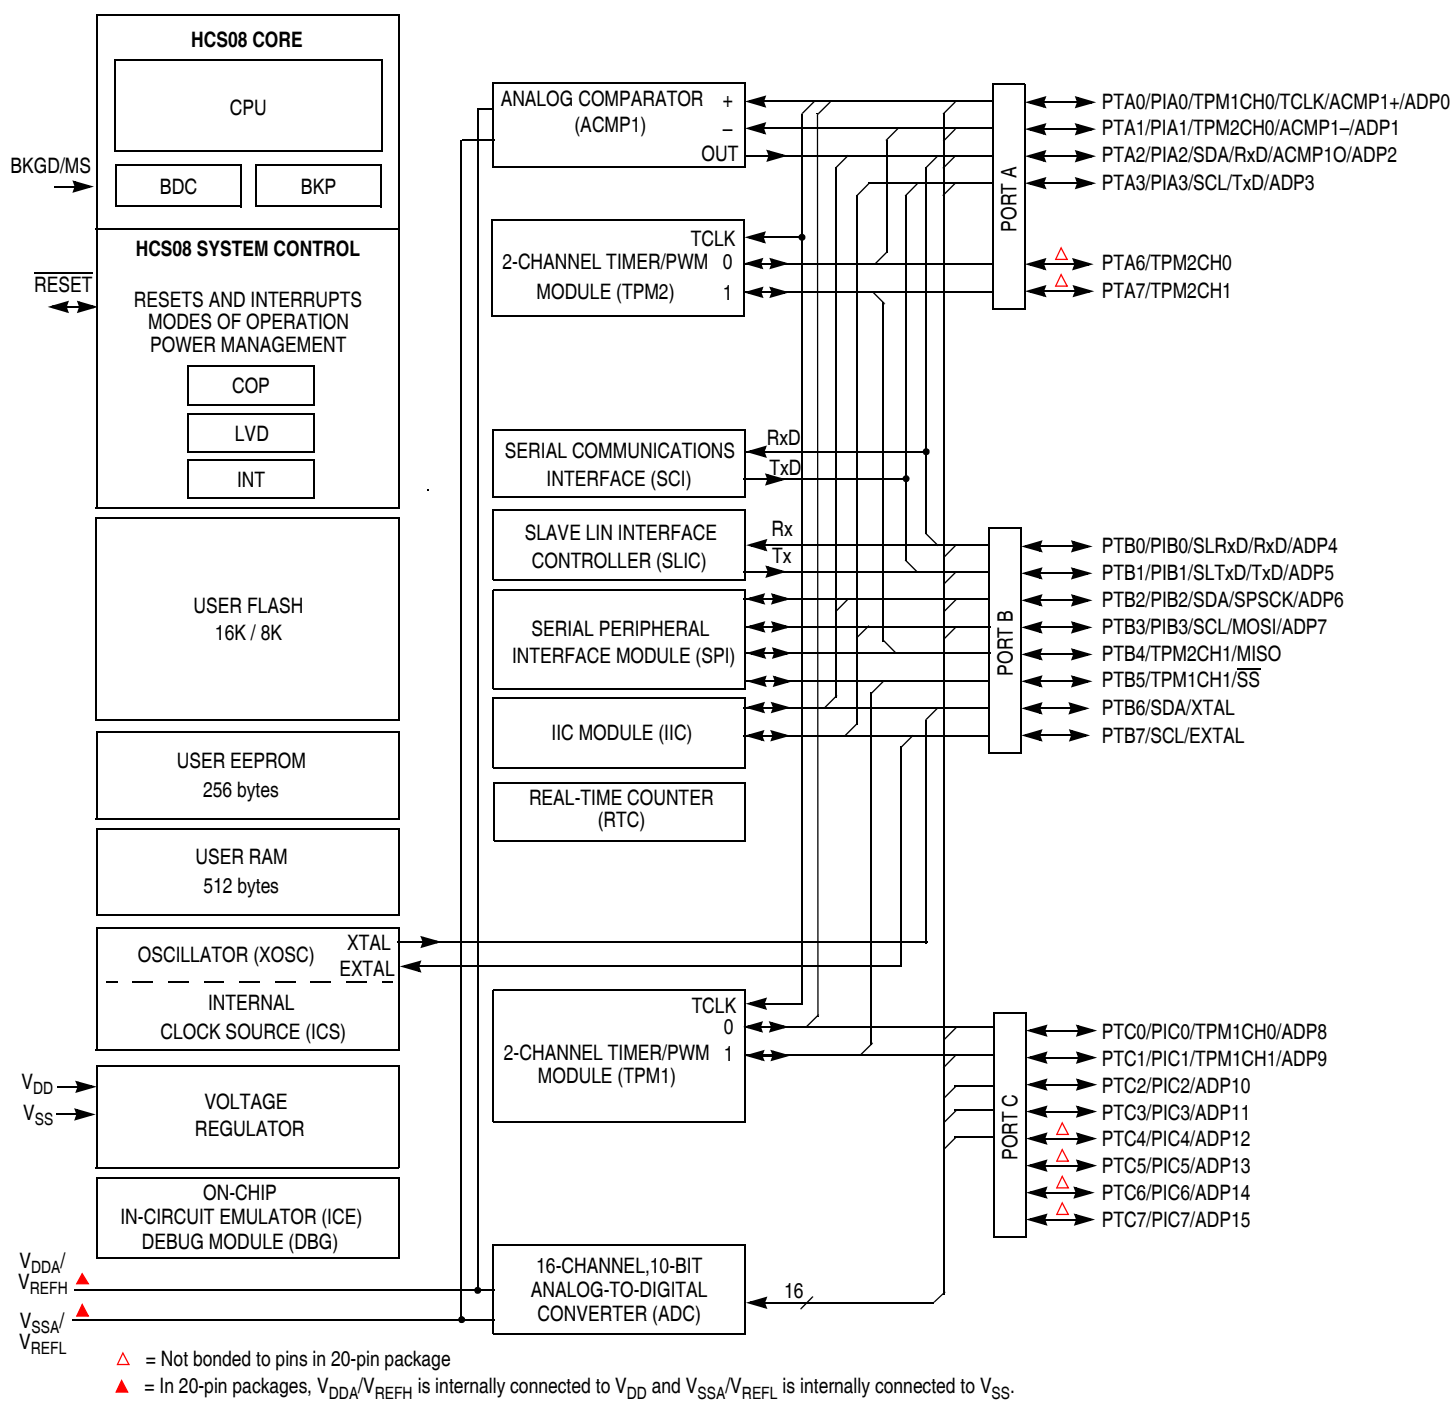 HCS08 CORE
CPU
BDC
BKP
BKGD/MS
HCS08 SYSTEM CONTROL
RESET
RESETS AND INTERRUPTS
MODES OF OPERATION
POWER MANAGEMENT
COP
LVD
INT
USER FLASH
16K / 8K
USER EEPROM
256 bytes
USER RAM
512 bytes
OSCILLATOR (XOSC)
XTAL
EXTAL
INTERNAL
CLOCK SOURCE (ICS)
VDD
VSS
VOLTAGE
REGULATOR
ON-CHIP
IN-CIRCUIT EMULATOR (ICE)
DEBUG MODULE (DBG)
VDDA/
VREFH
VSSA/
VREFL
ANALOG COMPARATOR
(ACMP1)
+
–
OUT
TCLK
2-CHANNEL TIMER/PWM 0
MODULE (TPM2) 1
SERIAL COMMUNICATIONS
INTERFACE (SCI)
RxD
TxD
SLAVE LIN INTERFACE
CONTROLLER (SLIC)
Rx
Tx
SERIAL PERIPHERAL
INTERFACE MODULE (SPI)
IIC MODULE (IIC)
REAL-TIME COUNTER
(RTC)
TCLK
0
2-CHANNEL TIMER/PWM 1
MODULE (TPM1)
16-CHANNEL,10-BIT
ANALOG-TO-DIGITAL
CONVERTER (ADC)
16
PORT A
PTA0/PIA0/TPM1CH0/TCLK/ACMP1+/ADP0
PTA1/PIA1/TPM2CH0/ACMP1–/ADP1
PTA2/PIA2/SDA/RxD/ACMP1O/ADP2
PTA3/PIA3/SCL/TxD/ADP3
PTA6/TPM2CH0
PTA7/TPM2CH1
PORT B
PTB0/PIB0/SLRxD/RxD/ADP4
PTB1/PIB1/SLTxD/TxD/ADP5
PTB2/PIB2/SDA/SPSCK/ADP6
PTB3/PIB3/SCL/MOSI/ADP7
PTB4/TPM2CH1/MISO
PTB5/TPM1CH1/SS
PTB6/SDA/XTAL
PTB7/SCL/EXTAL
PORT C
PTC0/PIC0/TPM1CH0/ADP8
PTC1/PIC1/TPM1CH1/ADP9
PTC2/PIC2/ADP10
PTC3/PIC3/ADP11
PTC4/PIC4/ADP12
PTC5/PIC5/ADP13
PTC6/PIC6/ADP14
PTC7/PIC7/ADP15
△ = Not bonded to pins in 20-pin package
▲ = In 20-pin packages, VDDA/VREFH is internally connected to VDD and VSSA/VREFL is internally connected to VSS.